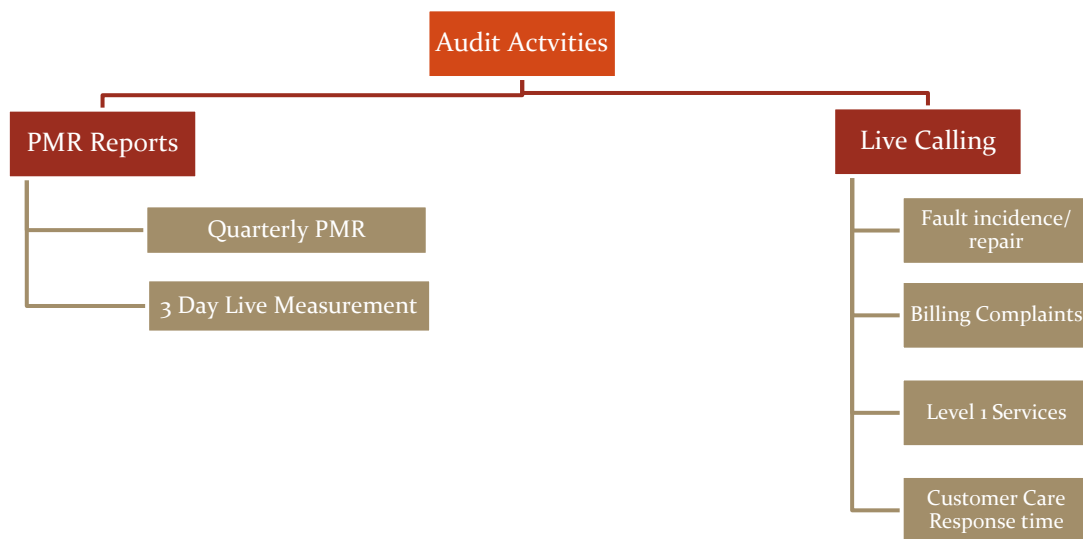 Audit Actvities
PMR Reports
Quarterly PMR
3 Day Live Measurement
Live Calling
Fault incidence/
repair
Billing Complaints
Level 1 Services
Customer Care
Response time